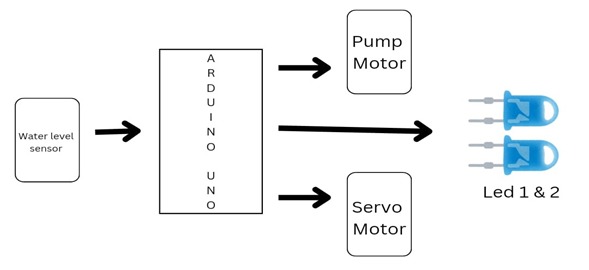 Water level
sensor
A
R
D
U
I
N
O
U
N
O
Pump
Motor
Servo
Motor
Led 1 & 2